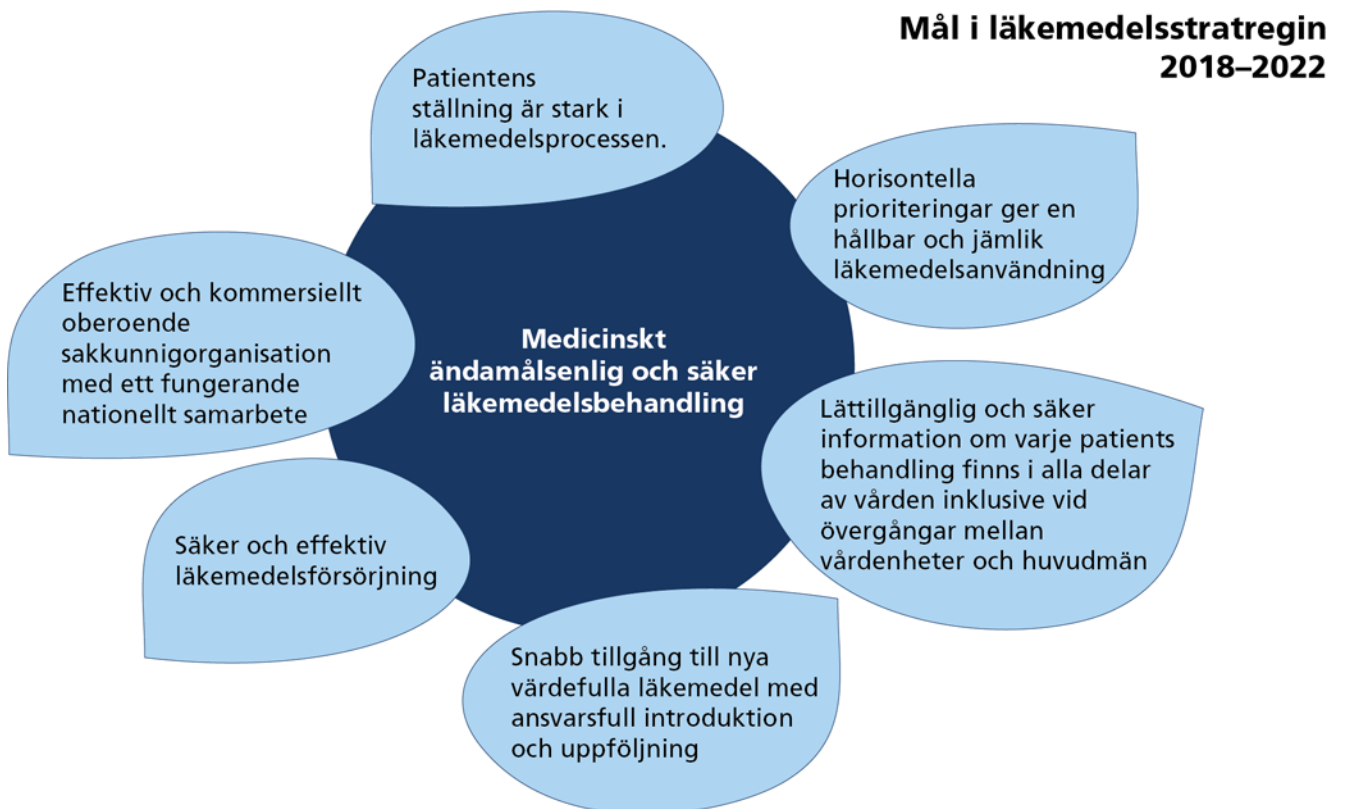 Mål i läkemedelsstratregin
2018–2022
Patientens
ställning är stark i
läkemedelsprocessen.
Horisontella
prioriteringar ger en
hållbar och jämlik
läkemedelsanvändning
Effektiv och kommersiellt
oberoende
sakkunnigorganisation
med ett fungerande
nationellt samarbete
Medicinskt
ändamålsenlig och säker
läkemedelsbehandling
Lättillgänglig och säker
information om varje patients
behandling finns i alla delar
av vården inklusive vid
övergångar mellan
vårdenheter och huvudmän
Säker och effektiv
läkemedelsförsörjning
Snabb tillgång till nya
värdefulla läkemedel med
ansvarsfull introduktion
och uppföljning